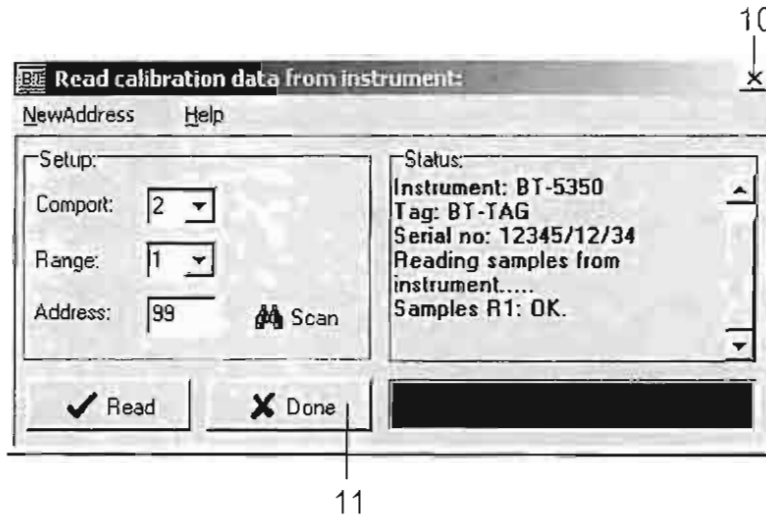 10
BT Read calibration data from instrument:
NewAddress Help
Setup:
Comport: 2
Range: 1
Address: 99
Scan
Status:
Instrument: BT-5350
Tag: BT-TAG
Serial no: 12345/12/34
Reading samples from
instrument.....
Samples R1: OK.
Read
Done
11